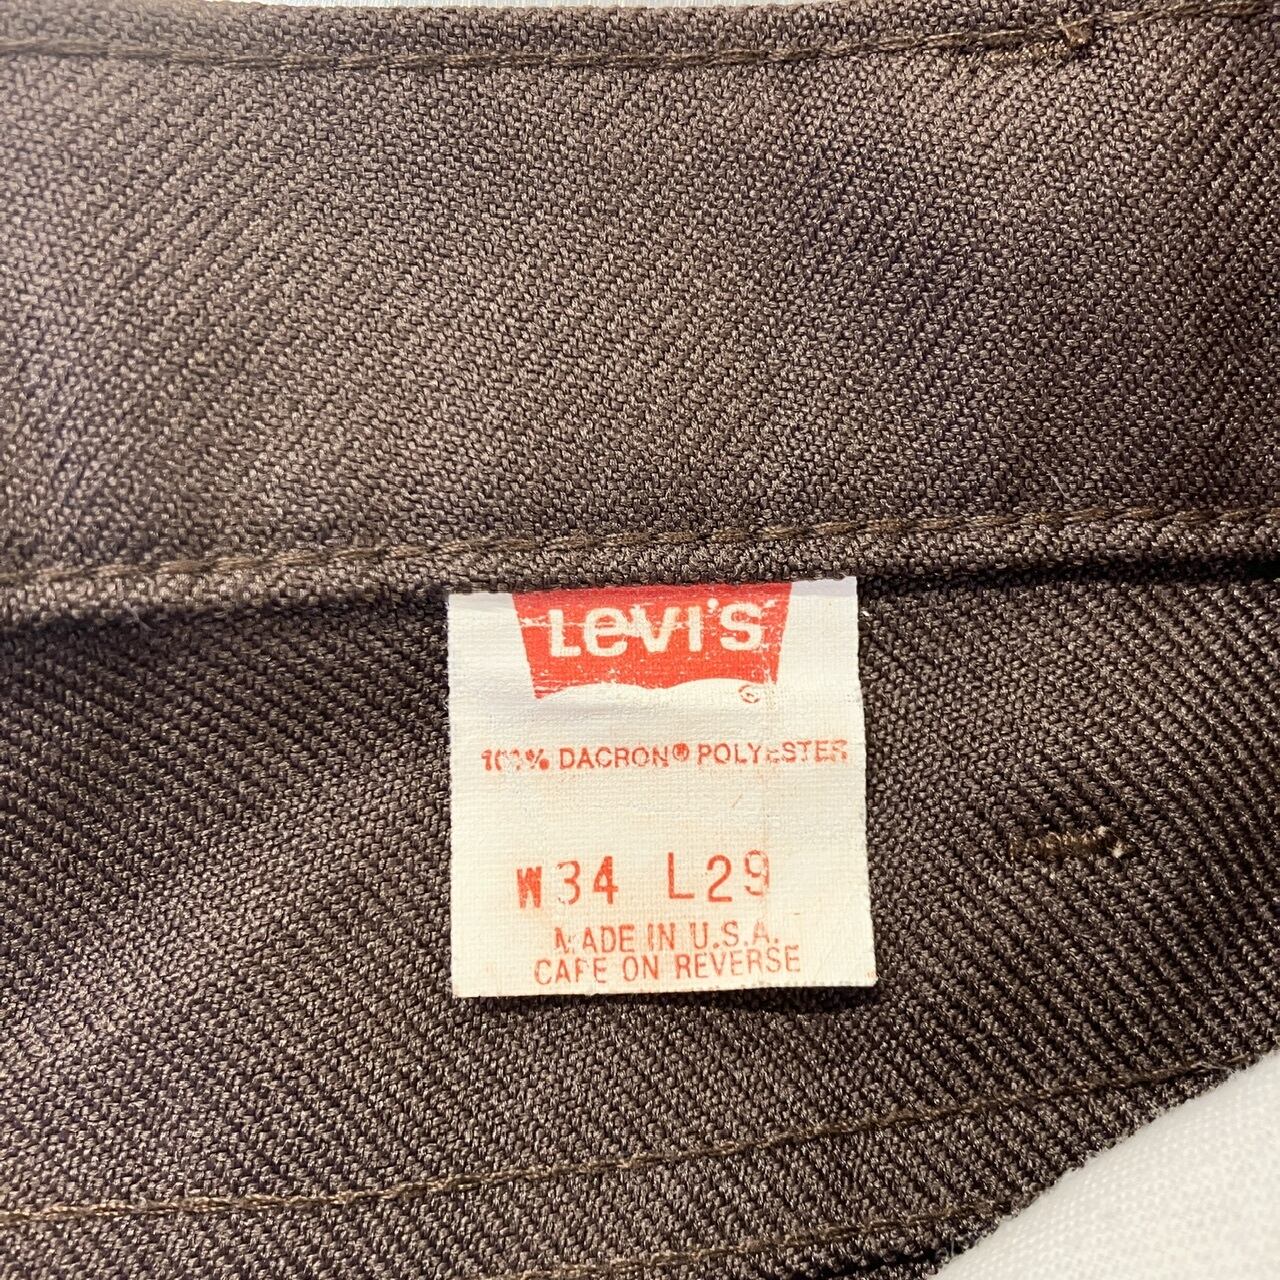 Levi's
®
100% DACRON® POLYESTER
W34 L29
MADE IN U.S.A.
CARE ON REVERSE